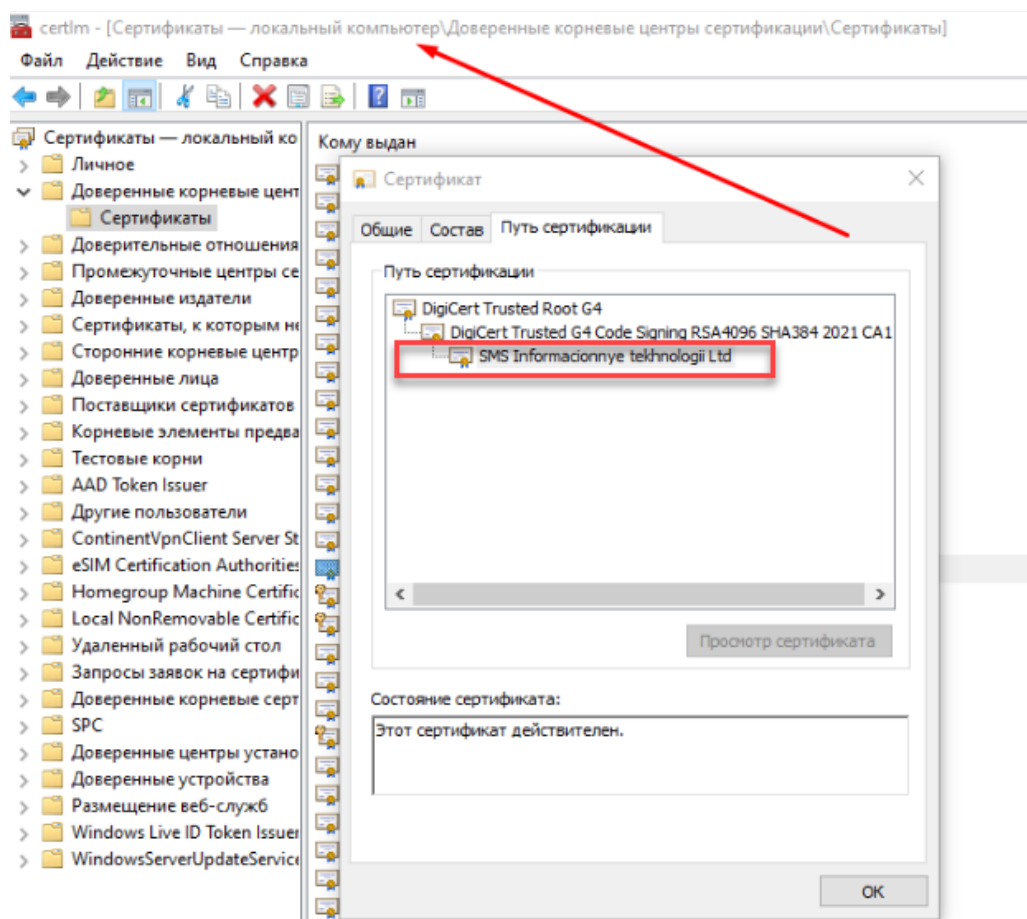 certlm - [Сертификаты — локальный компьютер\Доверенные корневые центры сертификации\Сертификаты]
Файл Действие Вид Справка
Сертификаты — локальный ко
Личное
Доверенные корневые цент
Сертификаты
Доверительные отношения
Промежуточные центры се
Доверенные издатели
Сертификаты, к которым не
Сторонние корневые центр
Доверенные лица
Поставщики сертификатов
Корневые элементы предва
Тестовые корни
AAD Token Issuer
Другие пользователи
ContinentVpnClient Server St
eSIM Certification Authorities
Homegroup Machine Certific
Local NonRemovable Certific
Удаленный рабочий стол
Запросы заявок на сертифи
Доверенные корневые серт
SPC
Доверенные центры устано
Доверенные устройства
Размещение веб-служб
Windows Live ID Token Issuer
WindowsServerUpdateService
Кому выдан
Сертификат
Общие Состав Путь сертификации
Путь сертификации
DigiCert Trusted Root G4
DigiCert Trusted G4 Code Signing RSA4096 SHA384 2021 CA1
SMS Informacionnye tekhnologii Ltd
Просмотр сертификата
Состояние сертификата:
Этот сертификат действителен.
ОК